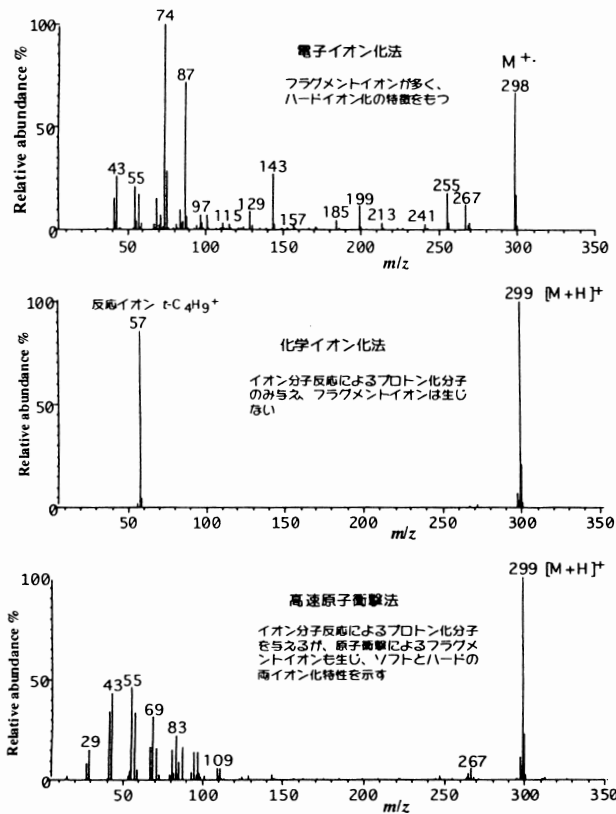 74
100
電子イオン化法
フラグメントイオンが多く、
ハードイオン化の特徴をもつ
M+·
298
87
Relative abundance %
50
43
55
97
115
129
143
157
185
199
213
241
255
267
0
50 100 150 200 250 300 350
m/z
100
反応イオン t-C4H9+
57
299 [M+H]+
化学イオン化法
イオン分子反応によるプロトン化分子
のみ与え、フラグメントイオンは生じ
ない
Relative abundance %
50
0
50 100 150 200 250 300 350
m/z
100
299 [M+H]+
高速原子衝撃法
イオン分子反応によるプロトン化分子
を与えるが、原子衝撃によるフラグメ
ントイオンも生じ、ソフトとハードの
両イオン化特性を示す
Relative abundance %
50
29
43
55
69
83
109
267
0
50 100 150 200 250 300 350
m/z